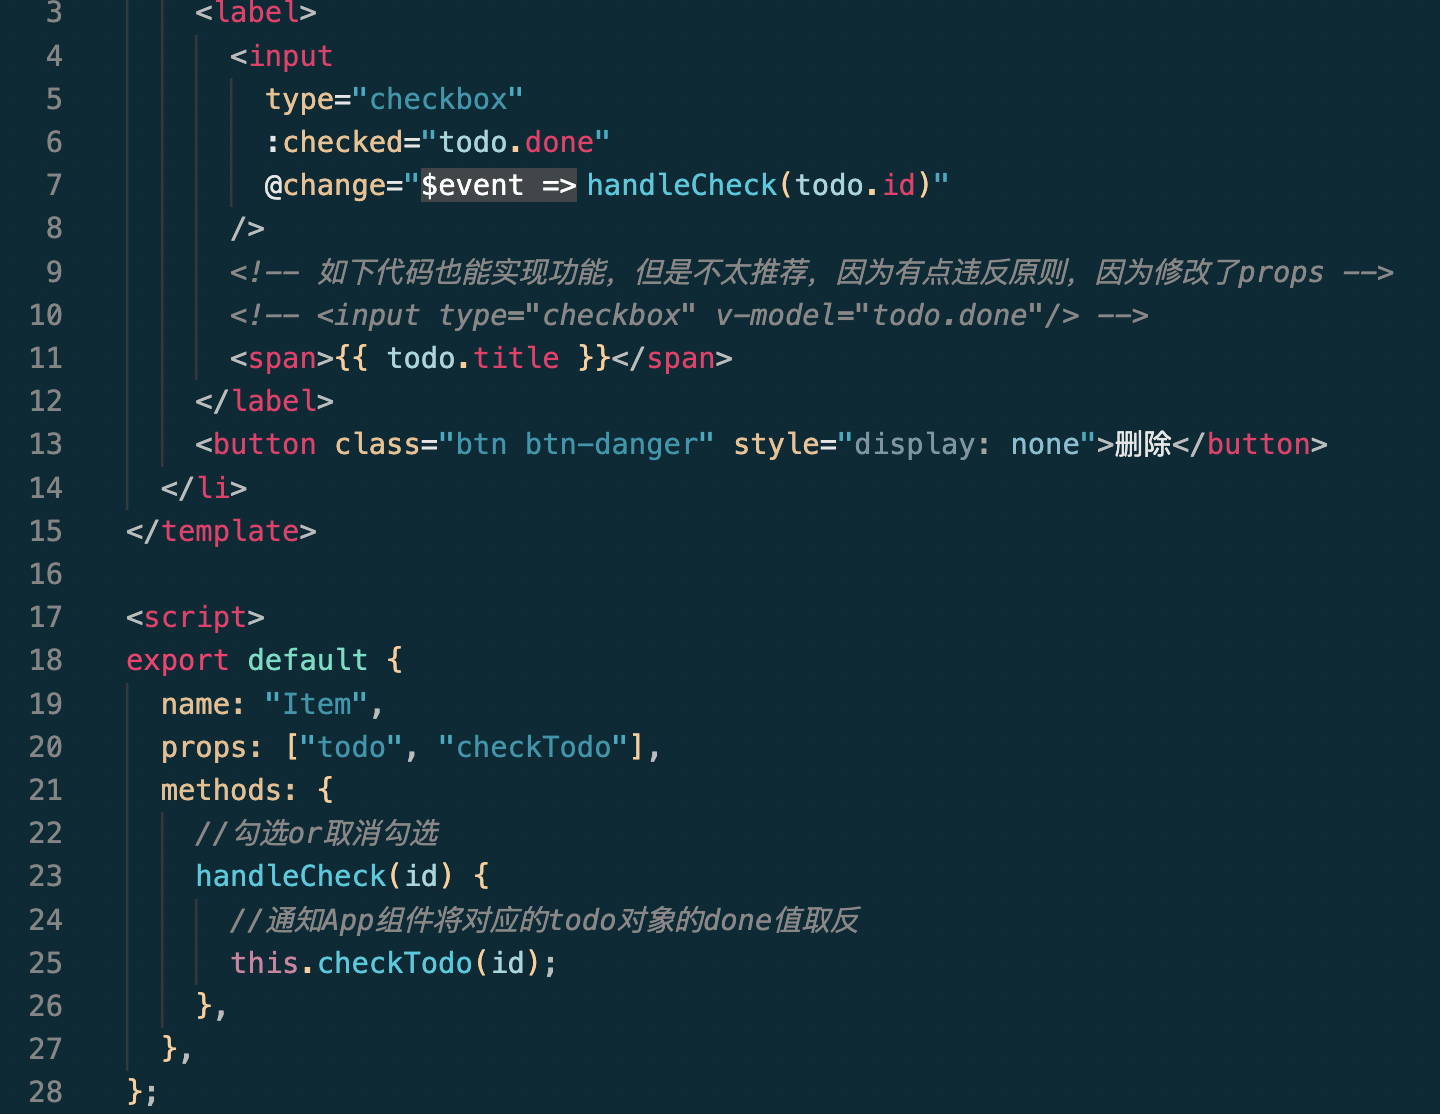 3 <label>
4 <input
5 type="checkbox"
6 :checked="todo.done"
7 @change="$event => handleCheck(todo.id)"
8 />
9 <!-- 如下代码也能实现功能，但是不太推荐，因为有点违反原则，因为修改了props -->
10 <!-- <input type="checkbox" v-model="todo.done"/> -->
11 <span>{{ todo.title }}</span>
12 </label>
13 <button class="btn btn-danger" style="display: none">删除</button>
14 </li>
15 </template>
16
17 <script>
18 export default {
19 name: "Item",
20 props: ["todo", "checkTodo"],
21 methods: {
22 //勾选or取消勾选
23 handleCheck(id) {
24 //通知App组件将对应的todo对象的done值取反
25 this.checkTodo(id);
26 },
27 },
28 };